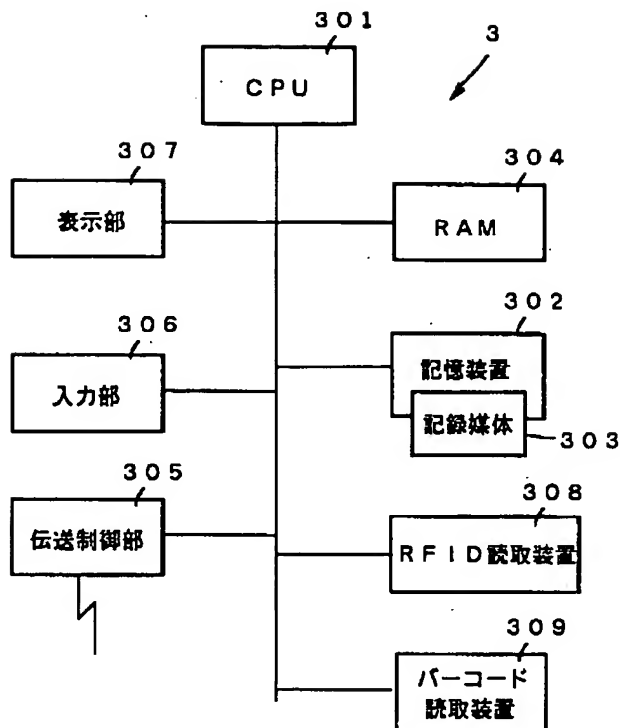 301
3
CPU
307
304
表示部
RAM
306
302
入力部
記憶装置
記録媒体
303
305
308
伝送制御部
RFID読取装置
309
バーコード
読取装置